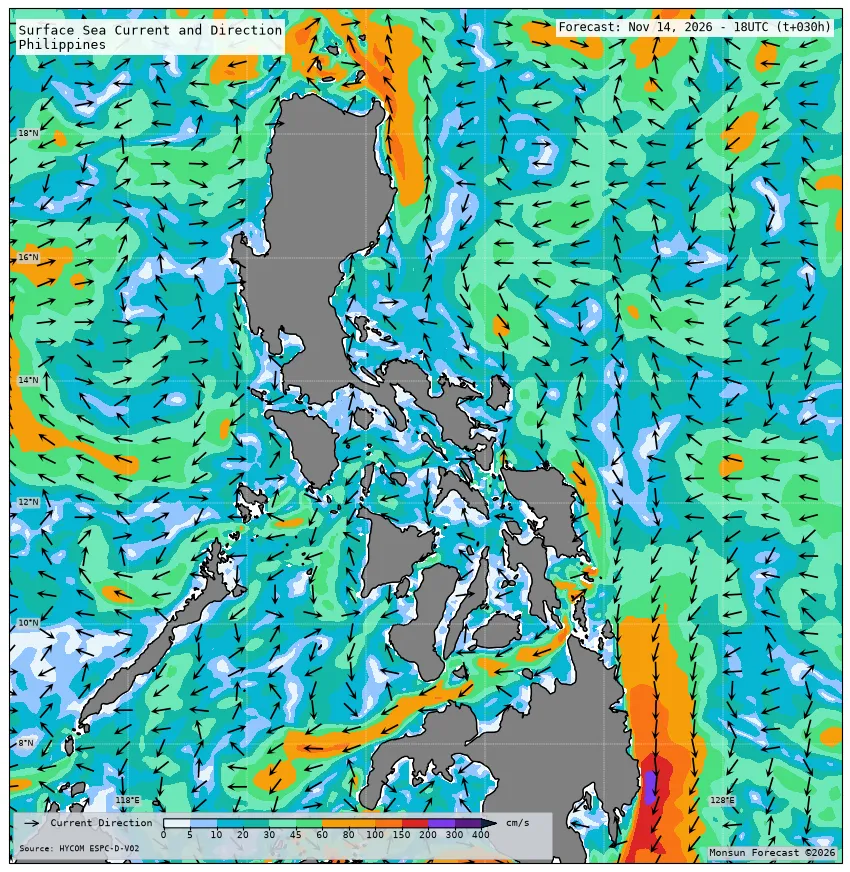 Surface Sea Current and Direction
Philippines
Forecast: Nov 14, 2026 - 18UTC (t+030h)
18°N
16°N
14°N
12°N
10°N
8°N
118°E
128°E
Current Direction
cm/s
0 5 10 20 30 45 60 80 100 150 200 300 400
Source: HYCOM ESPC-D-V02
Monsun Forecast ©2026